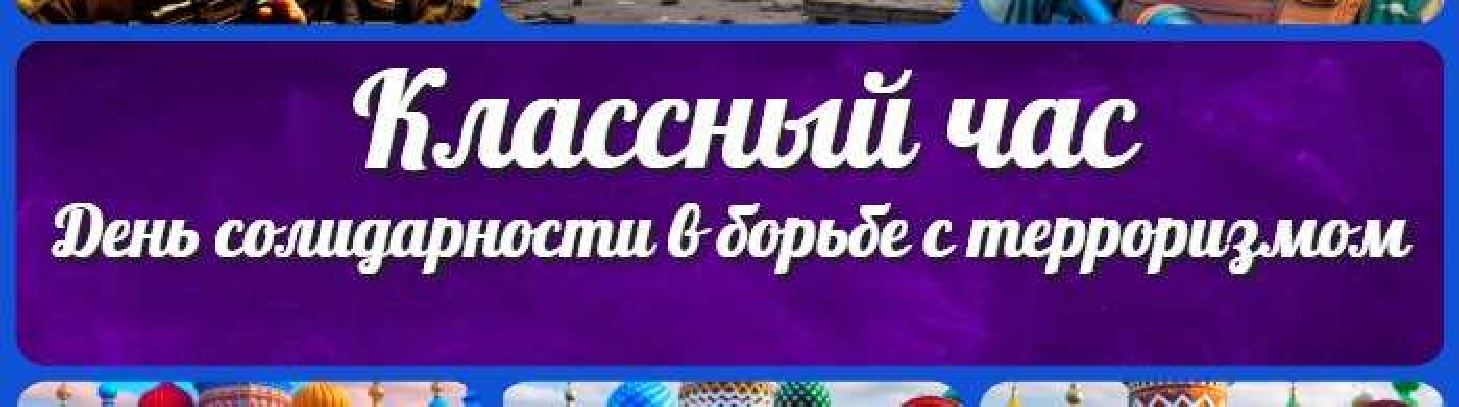 Классный час
День солидарности в борьбе с терроризмом